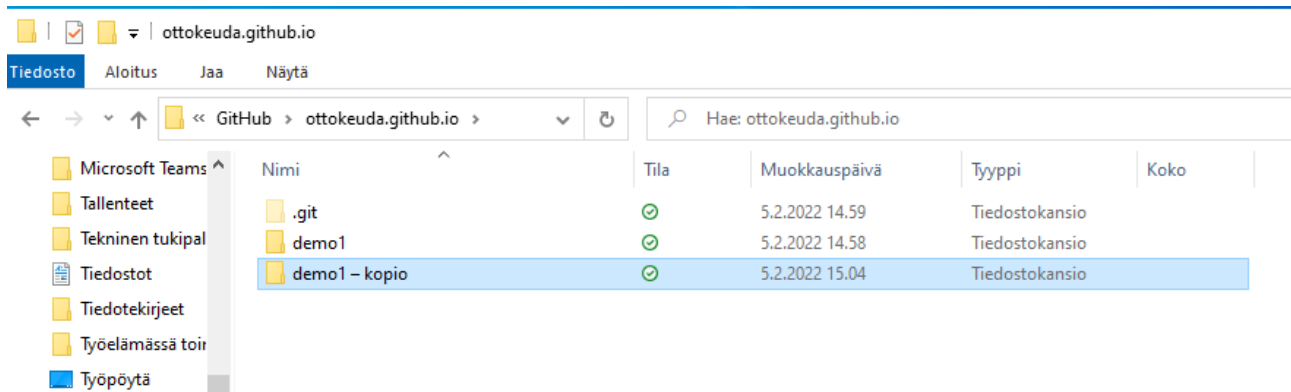 ottokeuda.github.io
Tiedosto Aloitus Jaa Näytä
« GitHub › ottokeuda.github.io › Hae: ottokeuda.github.io
Microsoft Teams
Tallenteet
Tekninen tukipal
Tiedostot
Tiedotekirjeet
Työelämässä toir
Työpöytä
Nimi Tila Muokkauspäivä Tyyppi Koko
.git 5.2.2022 14.59 Tiedostokansio
demo1 5.2.2022 14.58 Tiedostokansio
demo1 – kopio 5.2.2022 15.04 Tiedostokansio